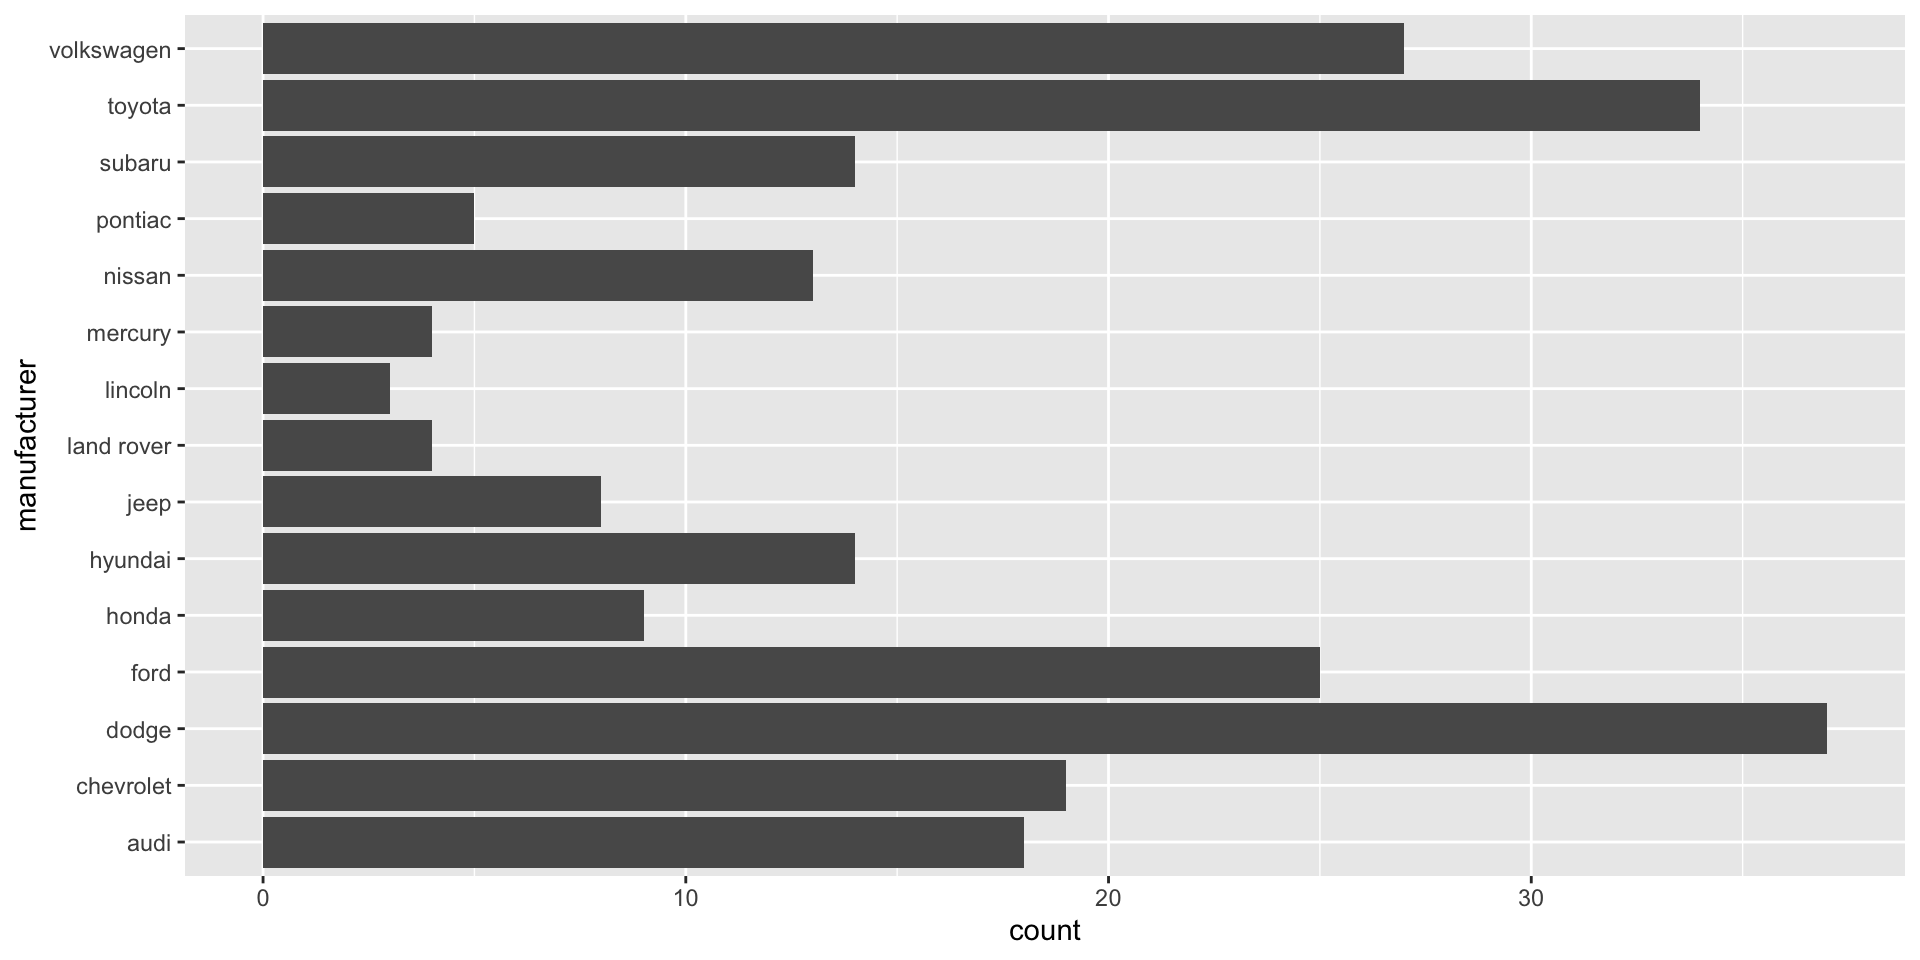 volkswagen
toyota
subaru
pontiac
nissan
mercury
lincoln
land rover
jeep
hyundai
honda
ford
dodge
chevrolet
audi
manufacturer
0 10 20 30
count